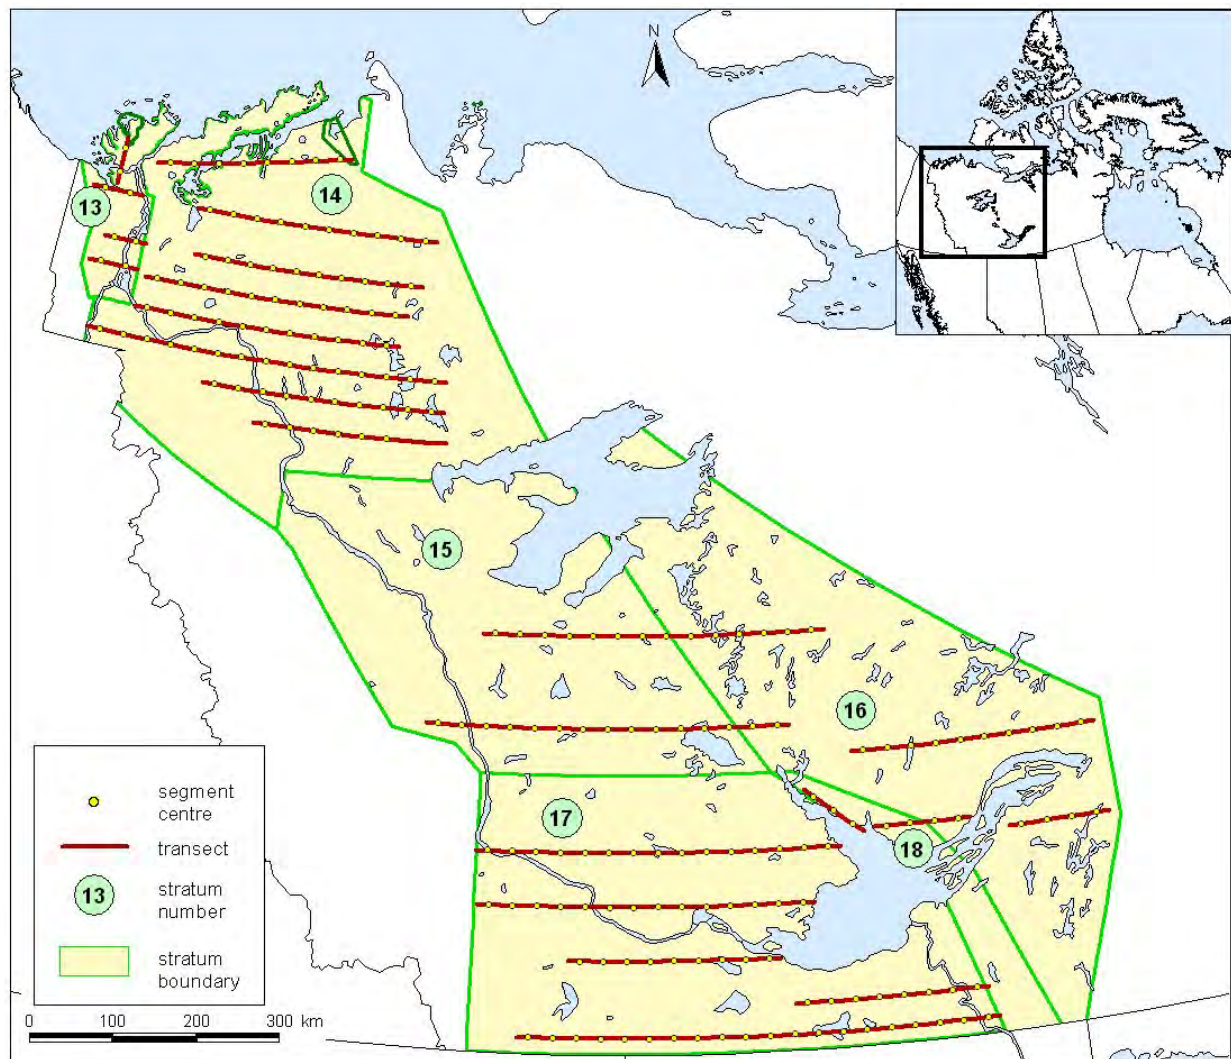 N
13
14
15
16
17
18
segment
centre
transect
13
stratum
number
stratum
boundary
0 100 200 300 km